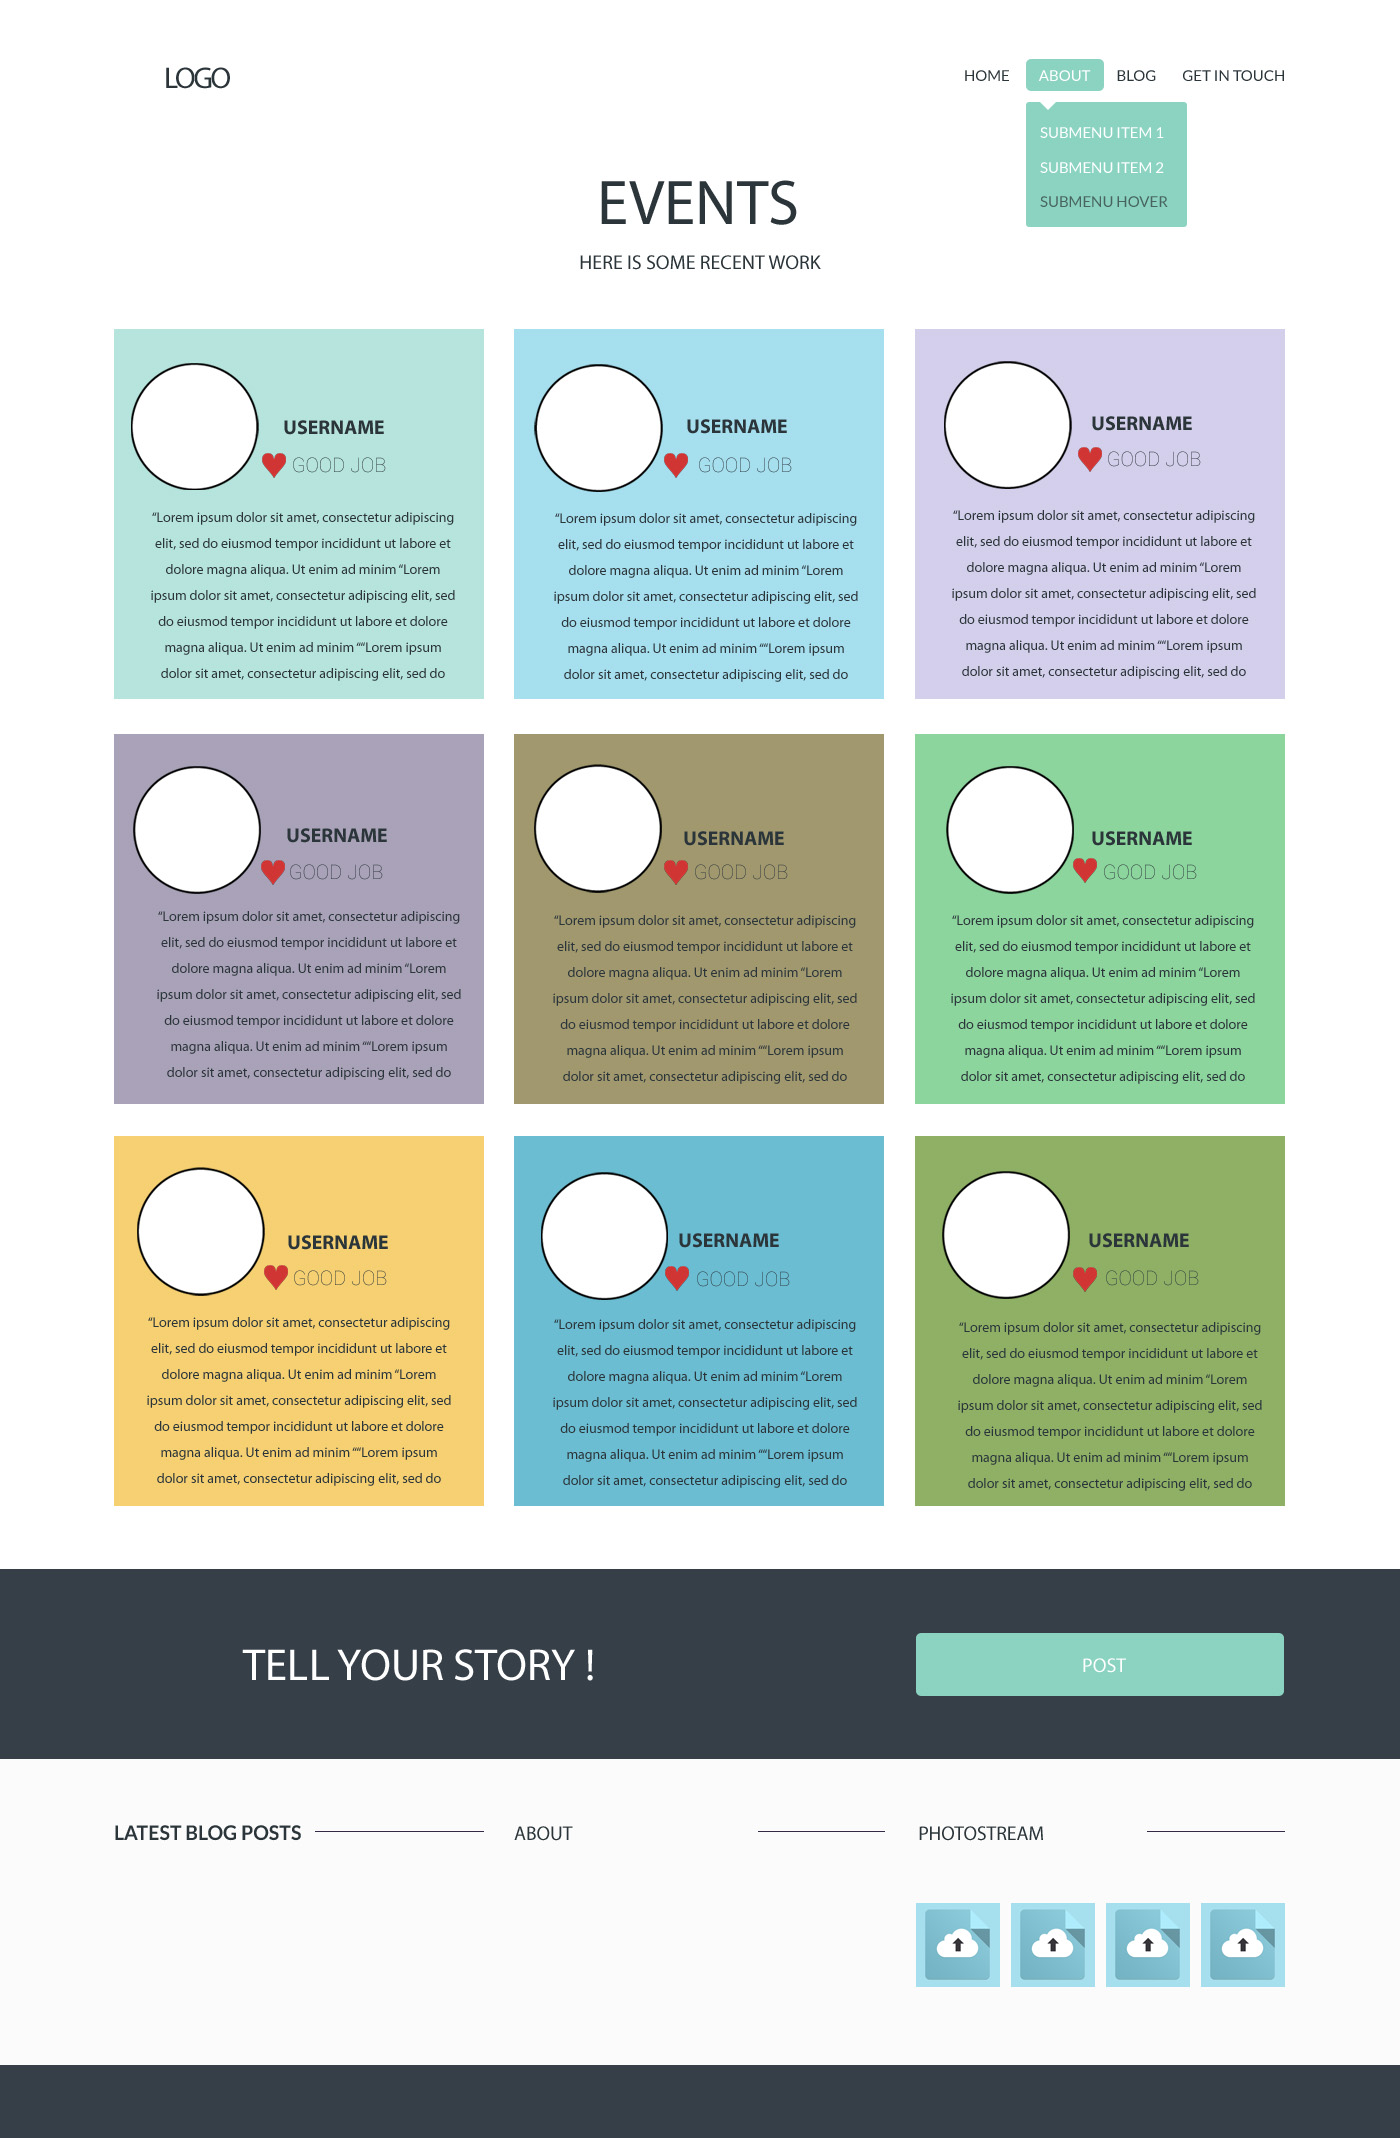 LOGO
HOME ABOUT BLOG GET IN TOUCH
SUBMENU ITEM 1
SUBMENU ITEM 2
SUBMENU HOVER
EVENTS
HERE IS SOME RECENT WORK
USERNAME
GOOD JOB
“Lorem ipsum dolor sit amet, consectetur adipiscing
elit, sed do eiusmod tempor incididunt ut labore et
dolore magna aliqua. Ut enim ad minim “Lorem
ipsum dolor sit amet, consectetur adipiscing elit, sed
do eiusmod tempor incididunt ut labore et dolore
magna aliqua. Ut enim ad minim ““Lorem ipsum
dolor sit amet, consectetur adipiscing elit, sed do
USERNAME
GOOD JOB
“Lorem ipsum dolor sit amet, consectetur adipiscing
elit, sed do eiusmod tempor incididunt ut labore et
dolore magna aliqua. Ut enim ad minim “Lorem
ipsum dolor sit amet, consectetur adipiscing elit, sed
do eiusmod tempor incididunt ut labore et dolore
magna aliqua. Ut enim ad minim ““Lorem ipsum
dolor sit amet, consectetur adipiscing elit, sed do
USERNAME
GOOD JOB
“Lorem ipsum dolor sit amet, consectetur adipiscing
elit, sed do eiusmod tempor incididunt ut labore et
dolore magna aliqua. Ut enim ad minim “Lorem
ipsum dolor sit amet, consectetur adipiscing elit, sed
do eiusmod tempor incididunt ut labore et dolore
magna aliqua. Ut enim ad minim ““Lorem ipsum
dolor sit amet, consectetur adipiscing elit, sed do
USERNAME
GOOD JOB
“Lorem ipsum dolor sit amet, consectetur adipiscing
elit, sed do eiusmod tempor incididunt ut labore et
dolore magna aliqua. Ut enim ad minim “Lorem
ipsum dolor sit amet, consectetur adipiscing elit, sed
do eiusmod tempor incididunt ut labore et dolore
magna aliqua. Ut enim ad minim ““Lorem ipsum
dolor sit amet, consectetur adipiscing elit, sed do
USERNAME
GOOD JOB
“Lorem ipsum dolor sit amet, consectetur adipiscing
elit, sed do eiusmod tempor incididunt ut labore et
dolore magna aliqua. Ut enim ad minim “Lorem
ipsum dolor sit amet, consectetur adipiscing elit, sed
do eiusmod tempor incididunt ut labore et dolore
magna aliqua. Ut enim ad minim ““Lorem ipsum
dolor sit amet, consectetur adipiscing elit, sed do
USERNAME
GOOD JOB
“Lorem ipsum dolor sit amet, consectetur adipiscing
elit, sed do eiusmod tempor incididunt ut labore et
dolore magna aliqua. Ut enim ad minim “Lorem
ipsum dolor sit amet, consectetur adipiscing elit, sed
do eiusmod tempor incididunt ut labore et dolore
magna aliqua. Ut enim ad minim ““Lorem ipsum
dolor sit amet, consectetur adipiscing elit, sed do
USERNAME
GOOD JOB
“Lorem ipsum dolor sit amet, consectetur adipiscing
elit, sed do eiusmod tempor incididunt ut labore et
dolore magna aliqua. Ut enim ad minim “Lorem
ipsum dolor sit amet, consectetur adipiscing elit, sed
do eiusmod tempor incididunt ut labore et dolore
magna aliqua. Ut enim ad minim ““Lorem ipsum
dolor sit amet, consectetur adipiscing elit, sed do
USERNAME
GOOD JOB
“Lorem ipsum dolor sit amet, consectetur adipiscing
elit, sed do eiusmod tempor incididunt ut labore et
dolore magna aliqua. Ut enim ad minim “Lorem
ipsum dolor sit amet, consectetur adipiscing elit, sed
do eiusmod tempor incididunt ut labore et dolore
magna aliqua. Ut enim ad minim ““Lorem ipsum
dolor sit amet, consectetur adipiscing elit, sed do
USERNAME
GOOD JOB
“Lorem ipsum dolor sit amet, consectetur adipiscing
elit, sed do eiusmod tempor incididunt ut labore et
dolore magna aliqua. Ut enim ad minim “Lorem
ipsum dolor sit amet, consectetur adipiscing elit, sed
do eiusmod tempor incididunt ut labore et dolore
magna aliqua. Ut enim ad minim ““Lorem ipsum
dolor sit amet, consectetur adipiscing elit, sed do
TELL YOUR STORY !
POST
LATEST BLOG POSTS
ABOUT
PHOTOSTREAM